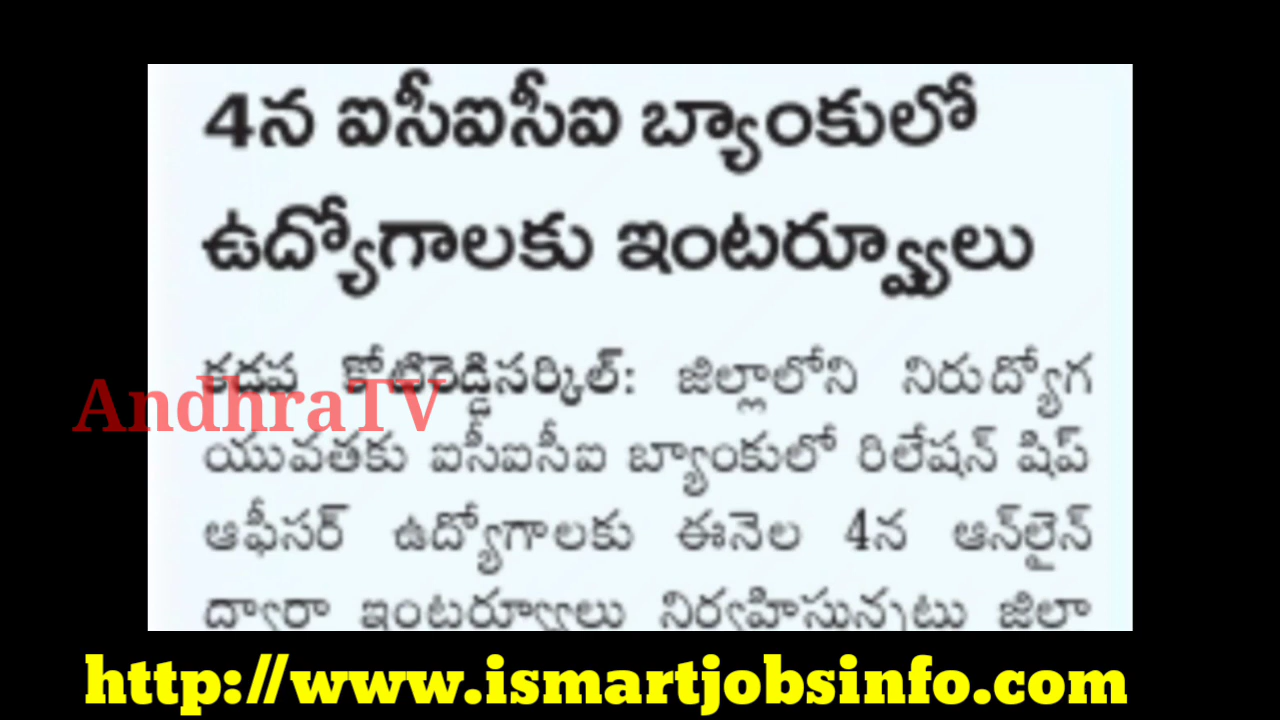 4న ఐసీఐసీఐ బ్యాంకులో
ఉద్యోగాలకు ఇంటర్వ్యూలు
కడప కోటిరెడ్డిసర్కిల్: జిల్లాలోని నిరుద్యోగ
AndhraTV
యువతకు ఐసీఐసీఐ బ్యాంకులో రిలేషన్ షిప్
ఆఫీసర్ ఉద్యోగాలకు ఈనెల 4న ఆన్‌లైన్
ద్వారా ఇంటర్వ్యూలు నిర్వహిస్తున్నట్టు జిల్లా
http://www.ismartjobsinfo.com